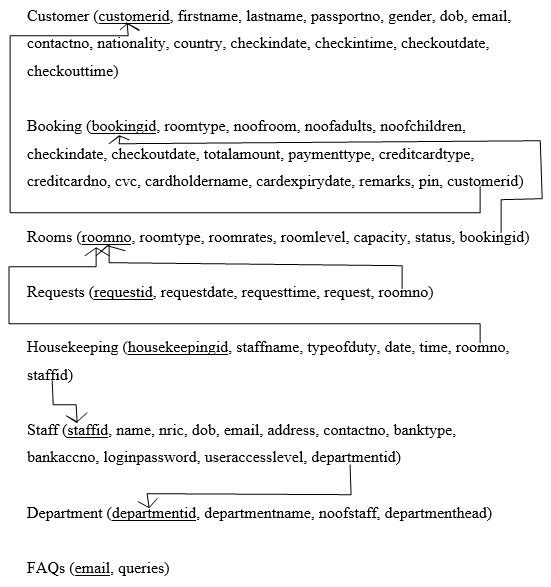 Customer (customerid, firstname, lastname, passportno, gender, dob, email,
contactno, nationality, country, checkindate, checkintime, checkoutdate,
checkouttime)
Booking (bookingid, roomtype, noofroom, noofadults, noofchildren,
checkindate, checkoutdate, totalamount, paymenttype, creditcardtype,
creditcardno, cvc, cardholdername, cardexpirydate, remarks, pin, customerid)
Rooms (roomno, roomtype, roomrates, roomlevel, capacity, status, bookingid)
Requests (requestid, requestdate, requesttime, request, roomno)
Housekeeping (housekeepingid, staffname, typeofduty, date, time, roomno,
staffid)
Staff (staffid, name, nric, dob, email, address, contactno, banktype,
bankaccno, loginpassword, useraccesslevel, departmentid)
Department (departmentid, departmentname, noofstaff, departmenthead)
FAQs (email, queries)